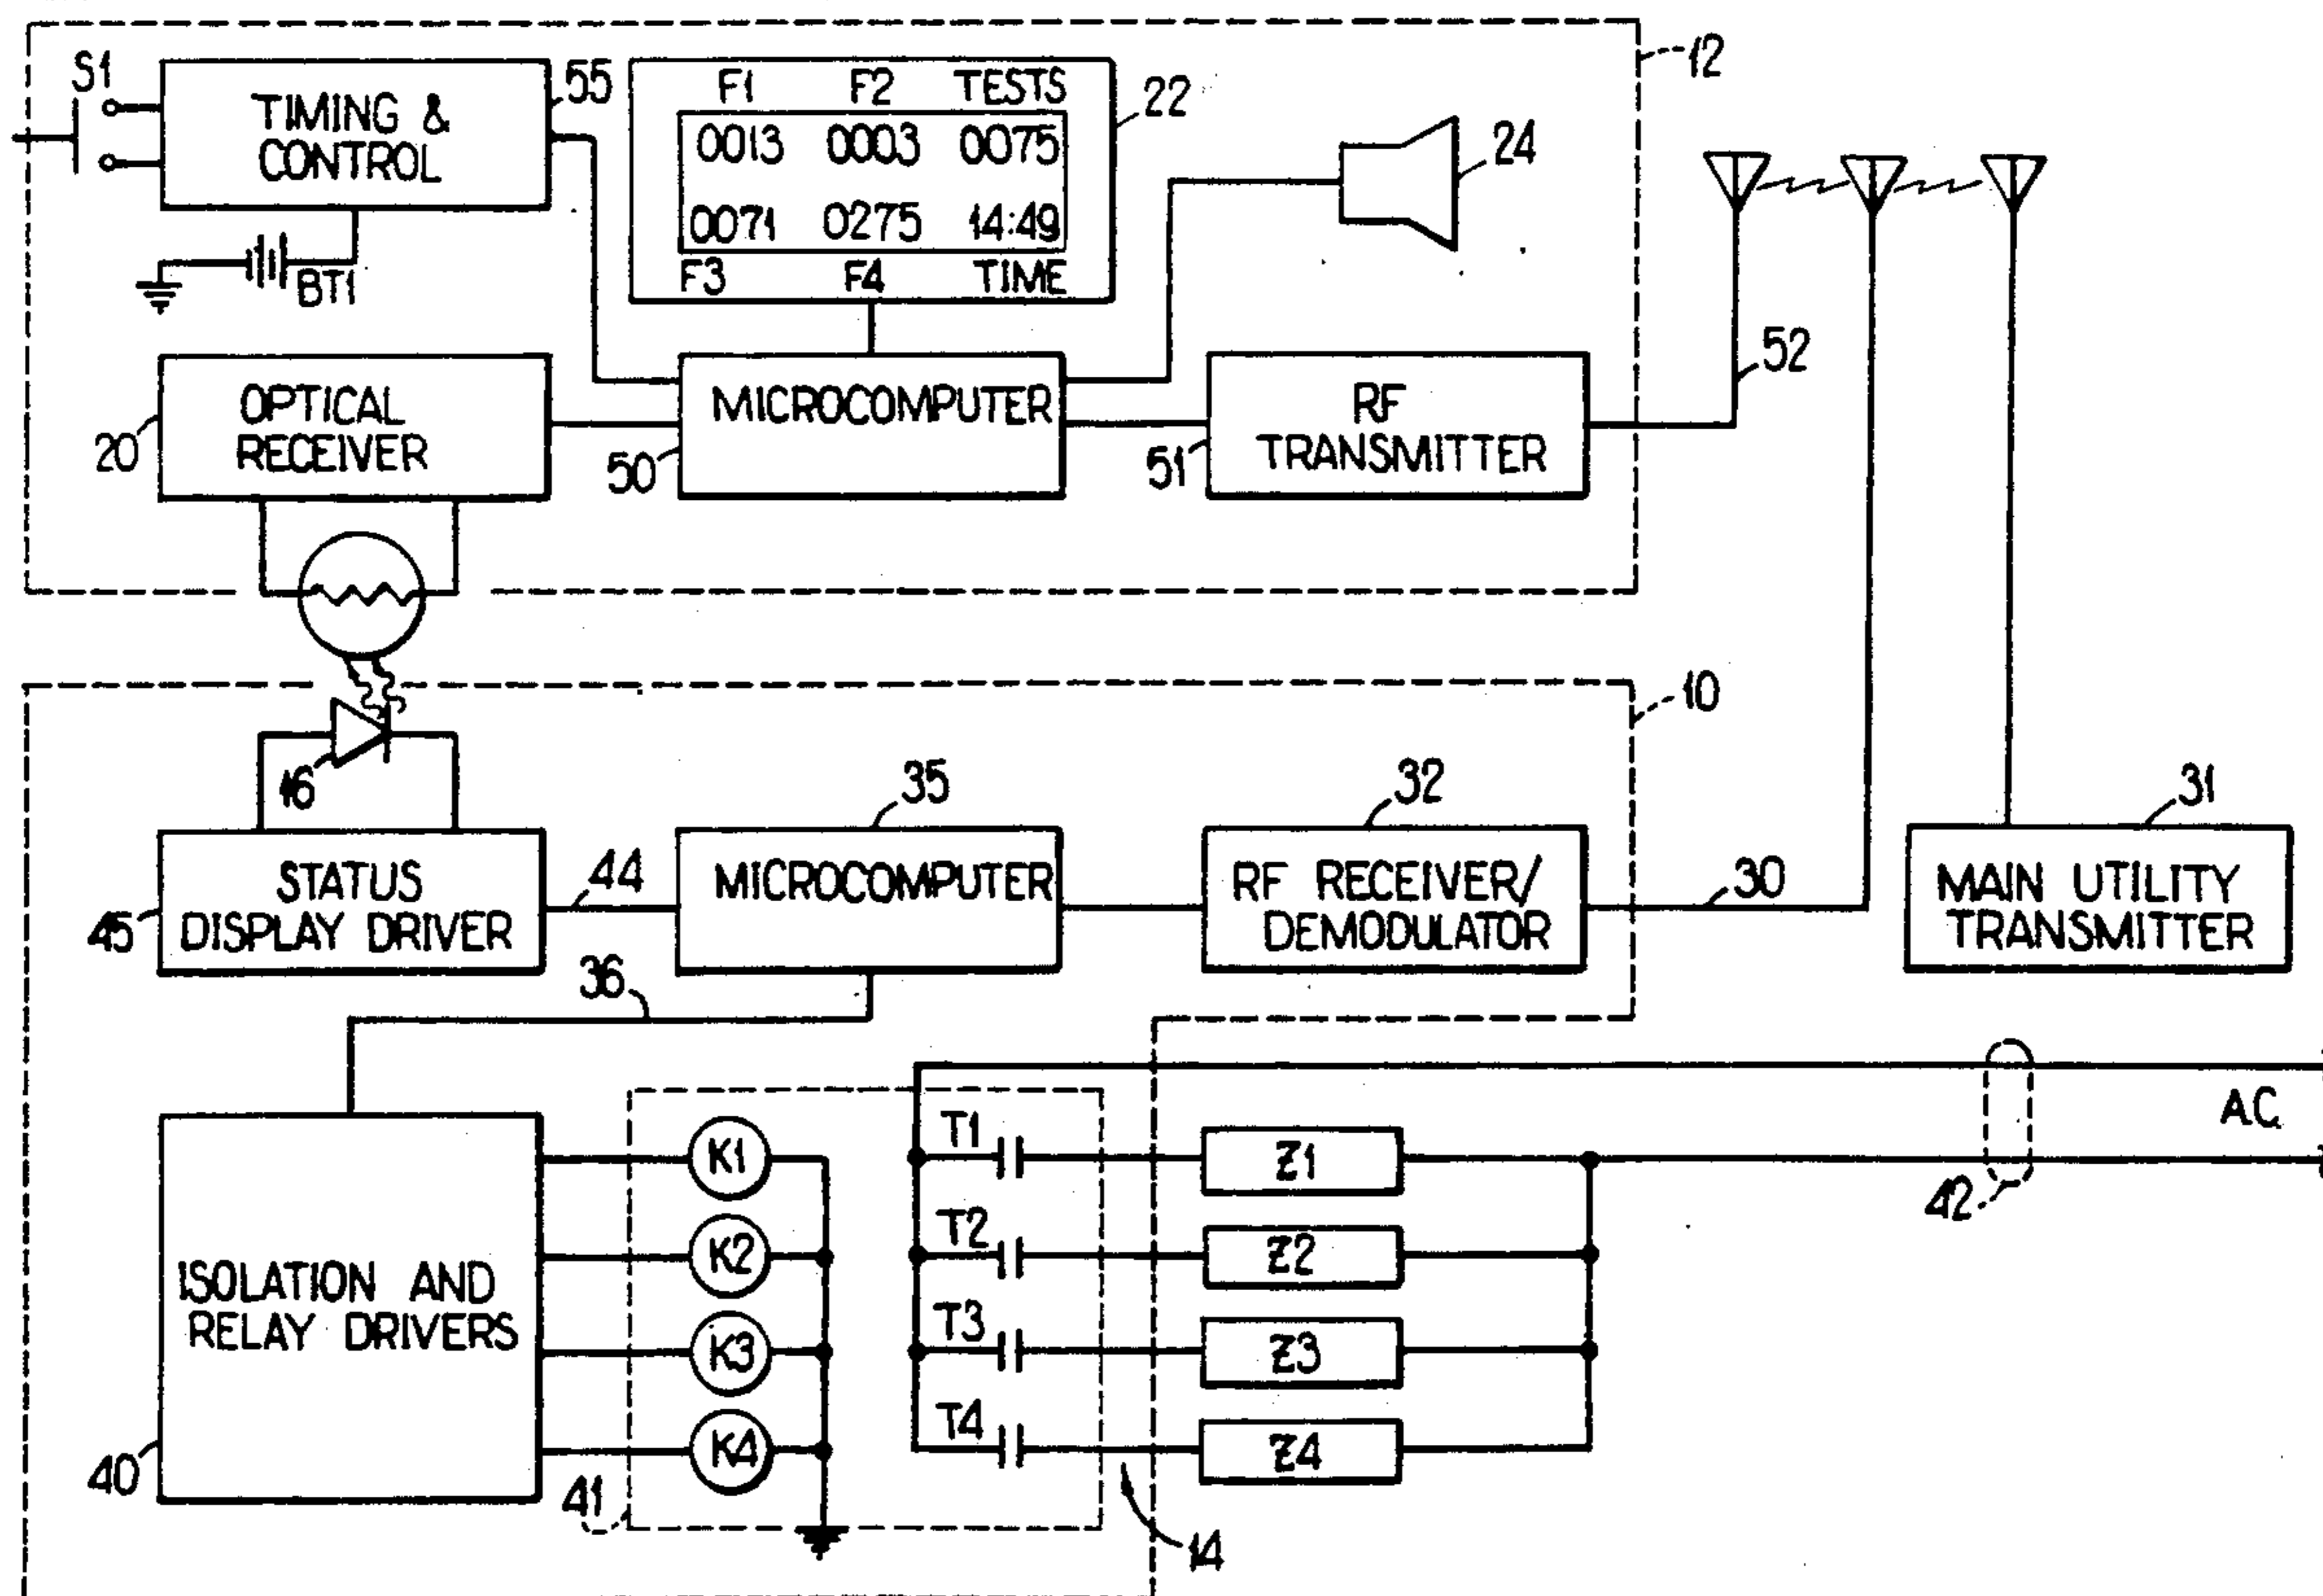 12
S1
TIMING &
CONTROL
55
F1 F2 TESTS
0013 0003 0075
0071 0275 14:49
F3 F4 TIME
22
24
BT1
52
OPTICAL
RECEIVER
20
MICROCOMPUTER
50
RF
TRANSMITTER
51
10
16
35
32
31
STATUS
DISPLAY DRIVER
45
44
MICROCOMPUTER
RF RECEIVER/
DEMODULATOR
30
MAIN UTILITY
TRANSMITTER
36
A.C.
42
ISOLATION AND
RELAY DRIVERS
40
K1
K2
K3
K4
41
T1
T2
T3
T4
Z1
Z2
Z3
Z4
14